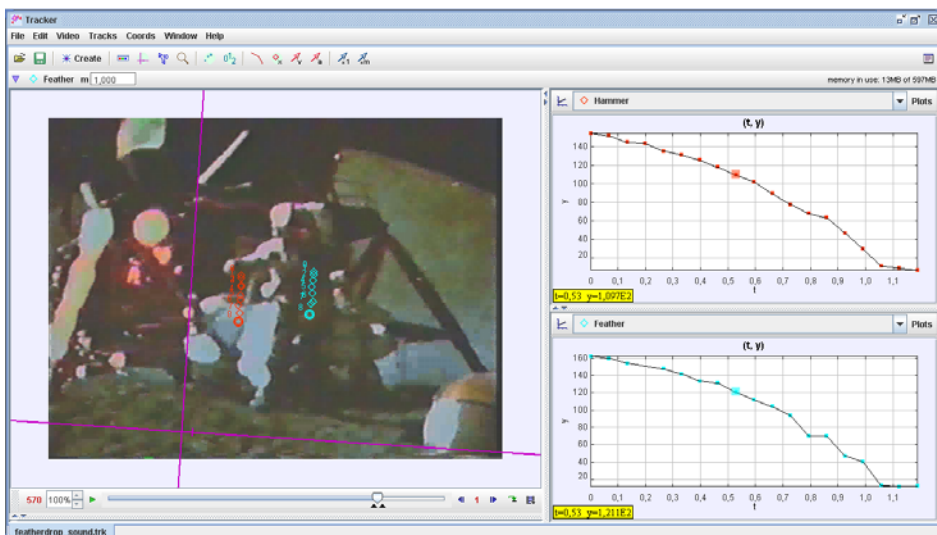 Tracker
File Edit Video Tracks Coords Window Help
Create
Feather m 1,000
memory in use: 13MB of 597MB
Hammer
Plots
(t, y)
140
120
100
80
60
40
20
y
0 0,1 0,2 0,3 0,4 0,5 0,6 0,7 0,8 0,9 1,0 1,1
t
t=0,53 y=1,097E2
Feather
Plots
(t, y)
160
140
120
100
80
60
40
20
y
0 0,1 0,2 0,3 0,4 0,5 0,6 0,7 0,8 0,9 1,0 1,1
t
t=0,53 y=1,211E2
570 100%
1
featherdrop_sound.trk